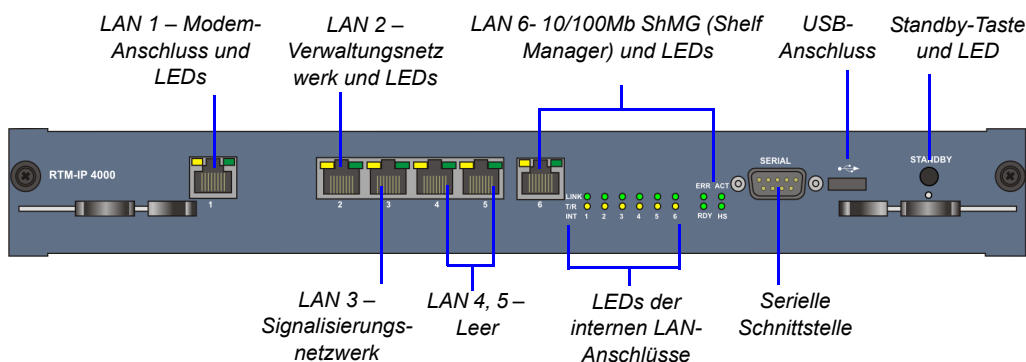 LAN 1 – Modem-
Anschluss und
LEDs
LAN 2 –
Verwaltungsnetz
werk und LEDs
LAN 6- 10/100Mb ShMG (Shelf
Manager) und LEDs
USB-
Anschluss
Standby-Taste
und LED
RTM-IP 4000
1
2
3
4
5
6
LINK
T/R
INT 1 2 3 4 5 6
ERR ACT
RDY HS
SERIAL
STANDBY
LAN 3 –
Signalisierungs-
netzwerk
LAN 4, 5 –
Leer
LEDs der
internen LAN-
Anschlüsse
Serielle
Schnittstelle